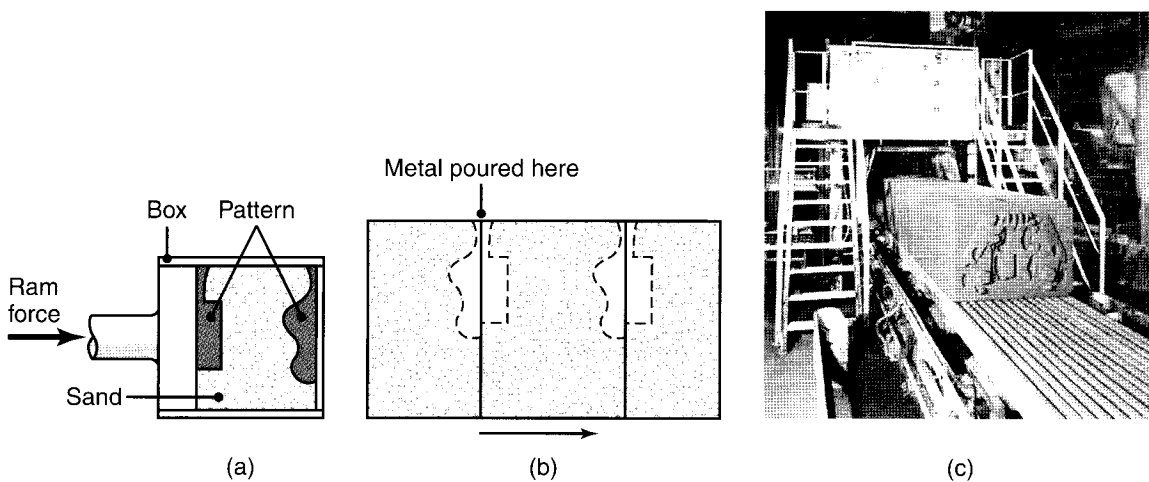 Metal poured here
Box
Pattern
Ram
force
Sand
(a)
(b)
(c)